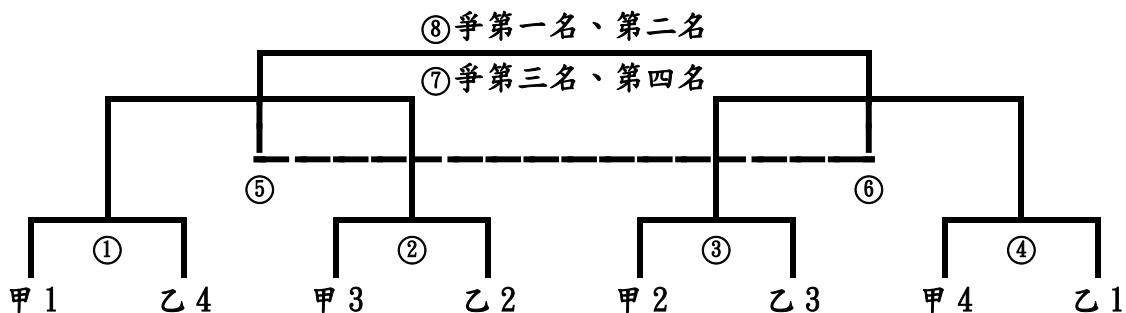 ⑧爭第一名、第二名
⑦爭第三名、第四名
⑤ ⑥
① ② ③ ④
甲1 乙4 甲3 乙2 甲2 乙3 甲4 乙1